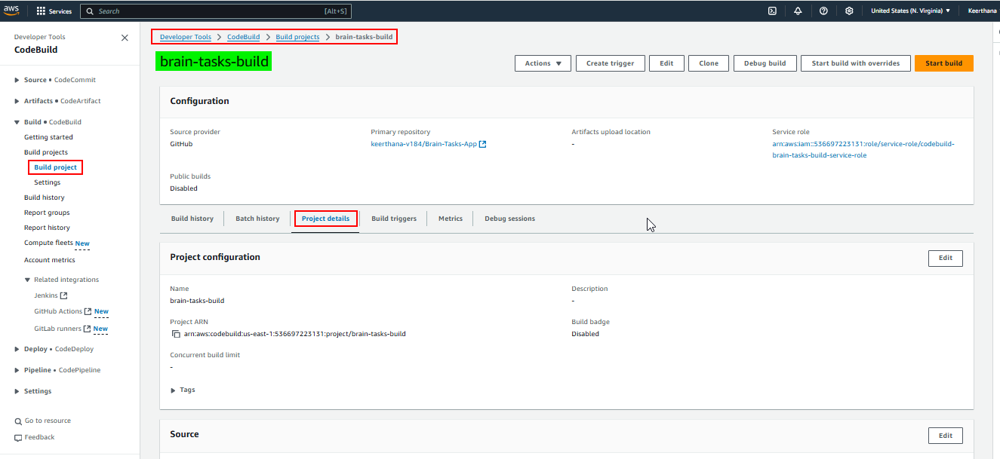 aws Services Search [Alt+S] United States (N. Virginia) ▼ Keerthana
Developer Tools
CodeBuild
Source • CodeCommit
Artifacts • CodeArtifact
Build • CodeBuild
Getting started
Build projects
Build project
Settings
Build history
Report groups
Report history
Compute fleets New
Account metrics
Related integrations
Jenkins
GitHub Actions New
GitLab runners New
Deploy • CodeDeploy
Pipeline • CodePipeline
Settings
Go to resource
Feedback
Developer Tools > CodeBuild > Build projects > brain-tasks-build
brain-tasks-build
Actions ▼ Create trigger Edit Clone Debug build Start build with overrides Start build
Configuration
Source provider
GitHub
Primary repository
keerthana-v184/Brain-Tasks-App
Artifacts upload location
-
Service role
arn:aws:iam::536697223131:role/service-role/codebuild-
brain-tasks-build-service-role
Public builds
Disabled
Build history Batch history Project details Build triggers Metrics Debug sessions
Project configuration Edit
Name
brain-tasks-build
Description
-
Project ARN
arn:aws:codebuild:us-east-1:536697223131:project/brain-tasks-build
Build badge
Disabled
Concurrent build limit
-
Tags
Source Edit